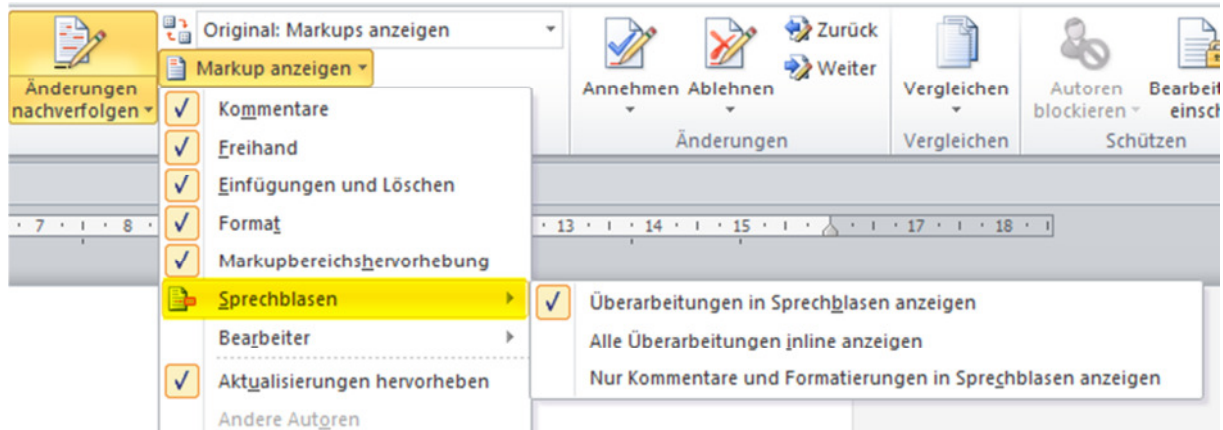 Original: Markups anzeigen
Markup anzeigen
Änderungen
nachverfolgen
Annehmen
Ablehnen
Zurück
Weiter
Änderungen
Vergleichen
Vergleichen
Autoren
blockieren
Bearbeit
einsch
Schützen
Kommentare
Freihand
Einfügungen und Löschen
Format
Markupbereichshervorhebung
Sprechblasen
Bearbeiter
Aktualisierungen hervorheben
Andere Autoren
· 7 · ı · 8 ·
· 13 · ı · 14 · ı · 15 · ı · · ı · 17 · ı · 18 · ı
Überarbeitungen in Sprechblasen anzeigen
Alle Überarbeitungen inline anzeigen
Nur Kommentare und Formatierungen in Sprechblasen anzeigen